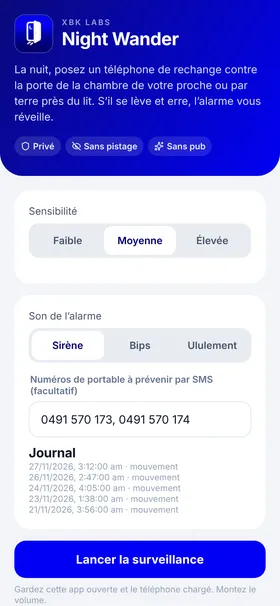 XBK LABS
Night Wander
La nuit, posez un téléphone de rechange contre
la porte de la chambre de votre proche ou par
terre près du lit. S’il se lève et erre, l’alarme vous
réveille.
Privé
Sans pistage
Sans pub
Sensibilité
Faible
Moyenne
Élevée
Son de l’alarme
Sirène
Bips
Ululement
Numéros de portable à prévenir par SMS
(facultatif)
0491 570 173, 0491 570 174
Journal
27/11/2026, 3:12:00 am · mouvement
26/11/2026, 2:47:00 am · mouvement
24/11/2026, 4:05:00 am · mouvement
23/11/2026, 1:38:00 am · mouvement
21/11/2026, 3:56:00 am · mouvement
Lancer la surveillance
Gardez cette app ouverte et le téléphone chargé. Montez le
volume.